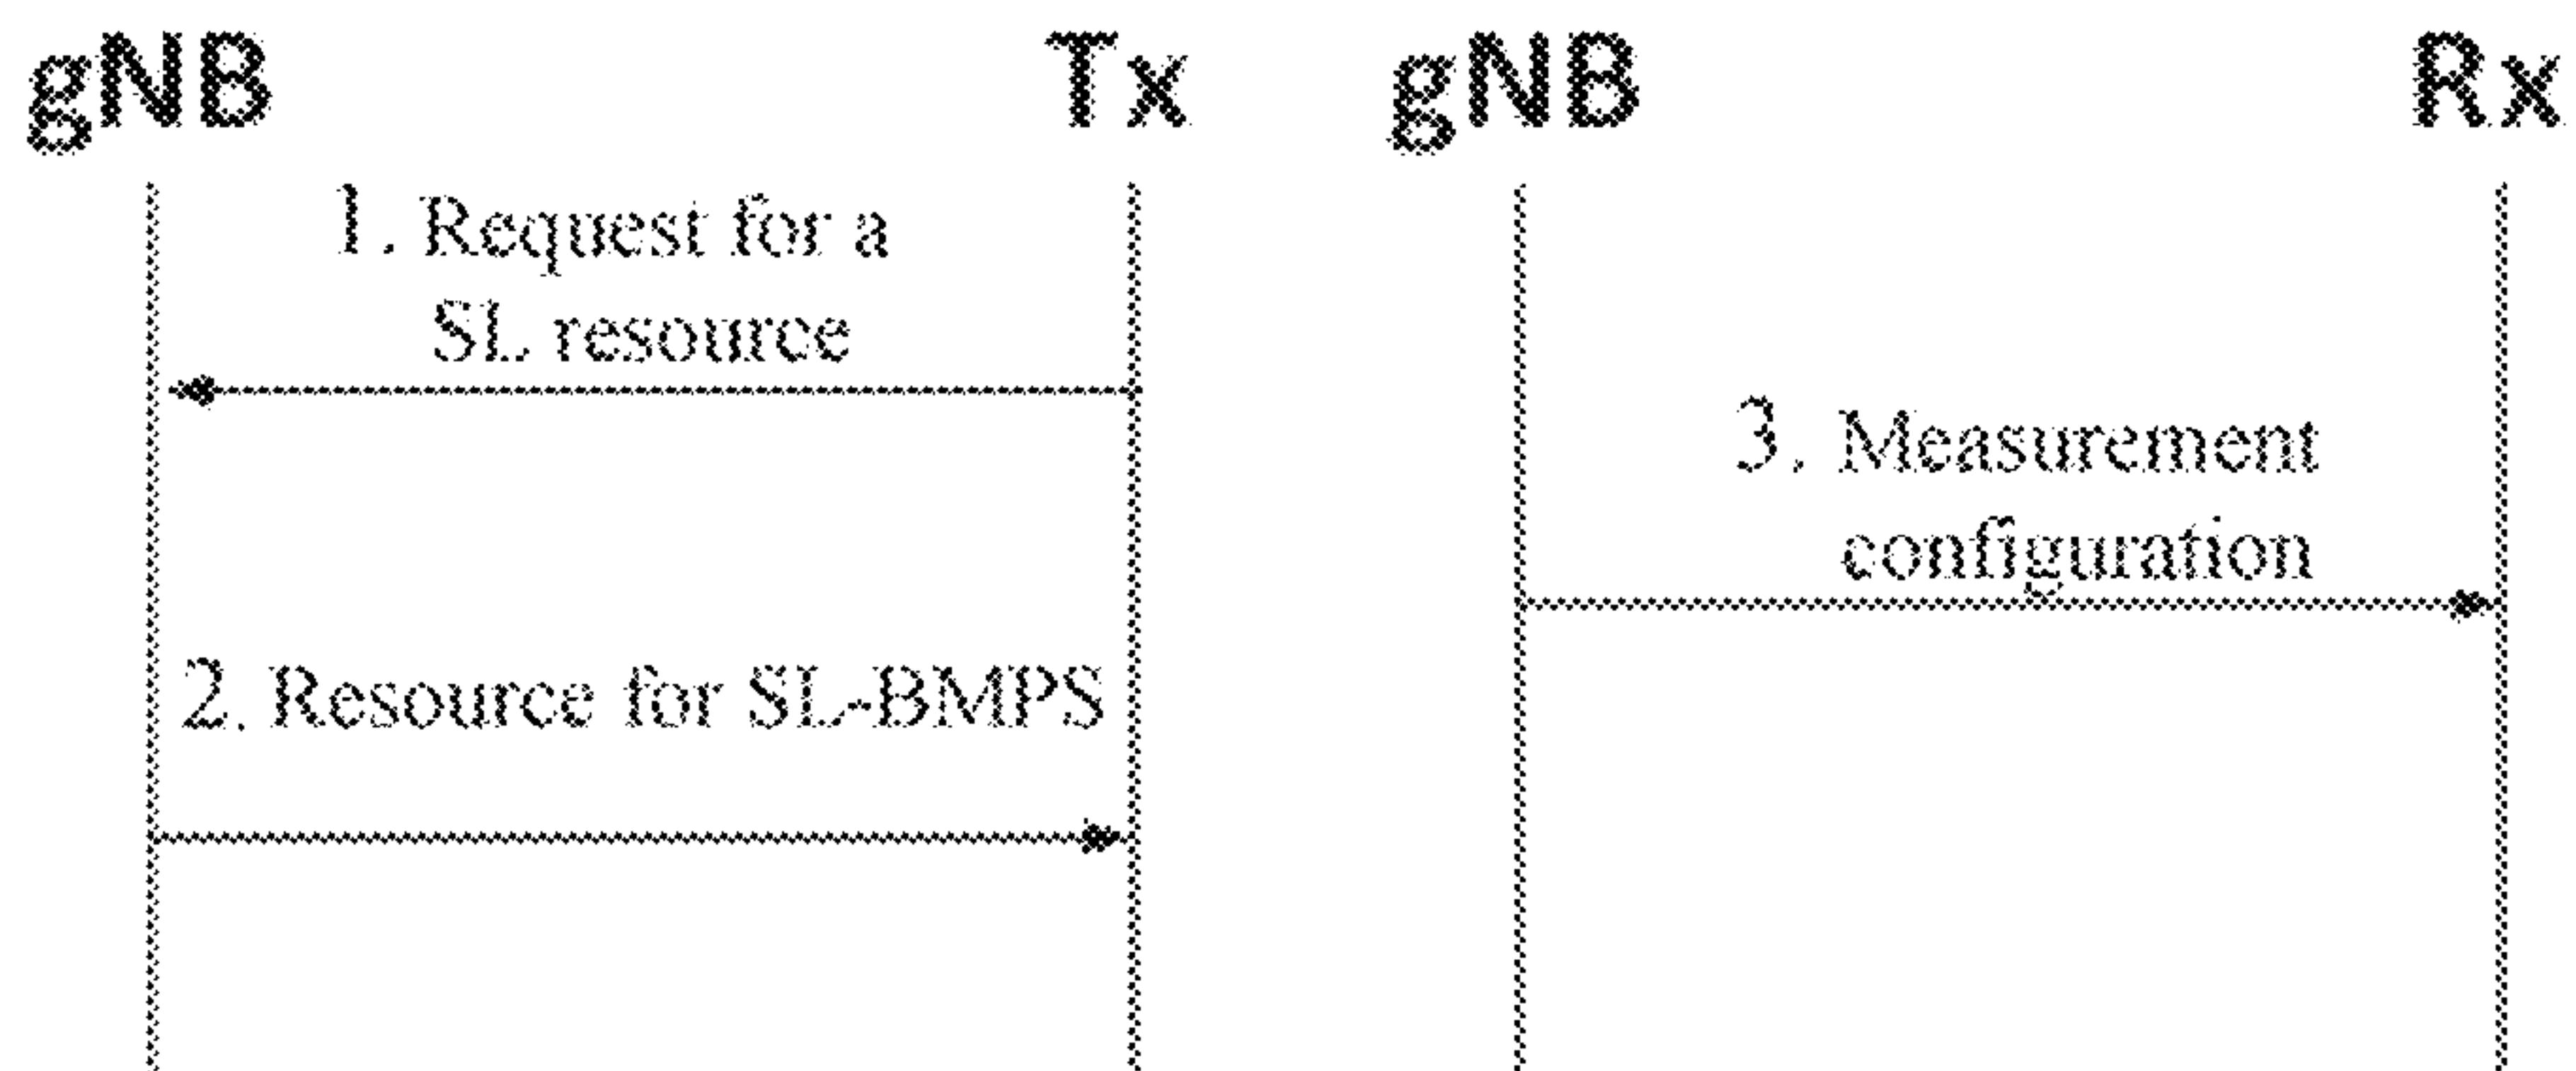 gNB Tx gNB Rx
1. Request for a
SL resource
3. Measurement
configuration
2. Resource for SL-BMPS